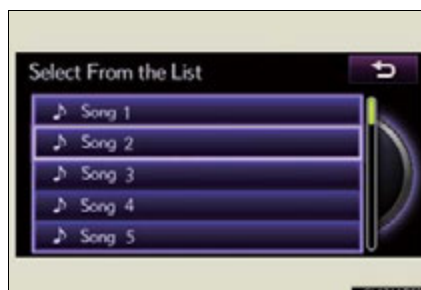 Select From the List
Song 1
Song 2
Song 3
Song 4
Song 5